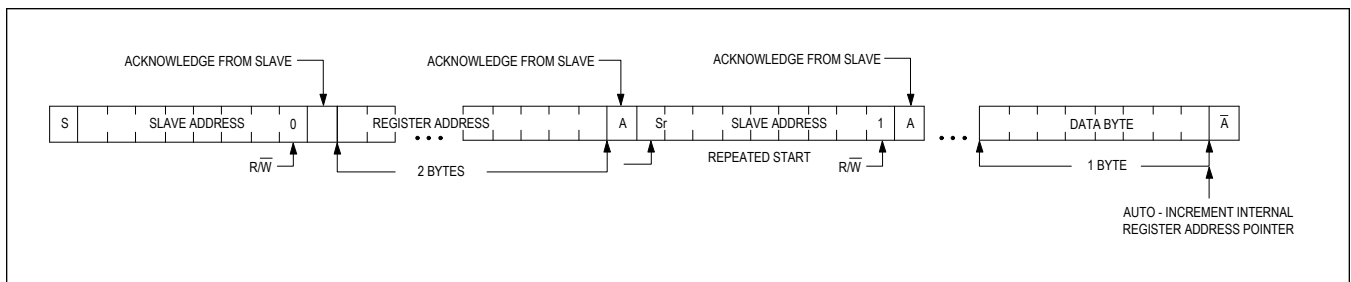 ACKNOWLEDGE FROM SLAVE ACKNOWLEDGE FROM SLAVE ACKNOWLEDGE FROM SLAVE
S SLAVE ADDRESS 0 REGISTER ADDRESS ... A Sr SLAVE ADDRESS 1 A ... DATA BYTE A̅
R/W̅ 2 BYTES REPEATED START R/W̅ 1 BYTE
AUTO - INCREMENT INTERNAL
REGISTER ADDRESS POINTER